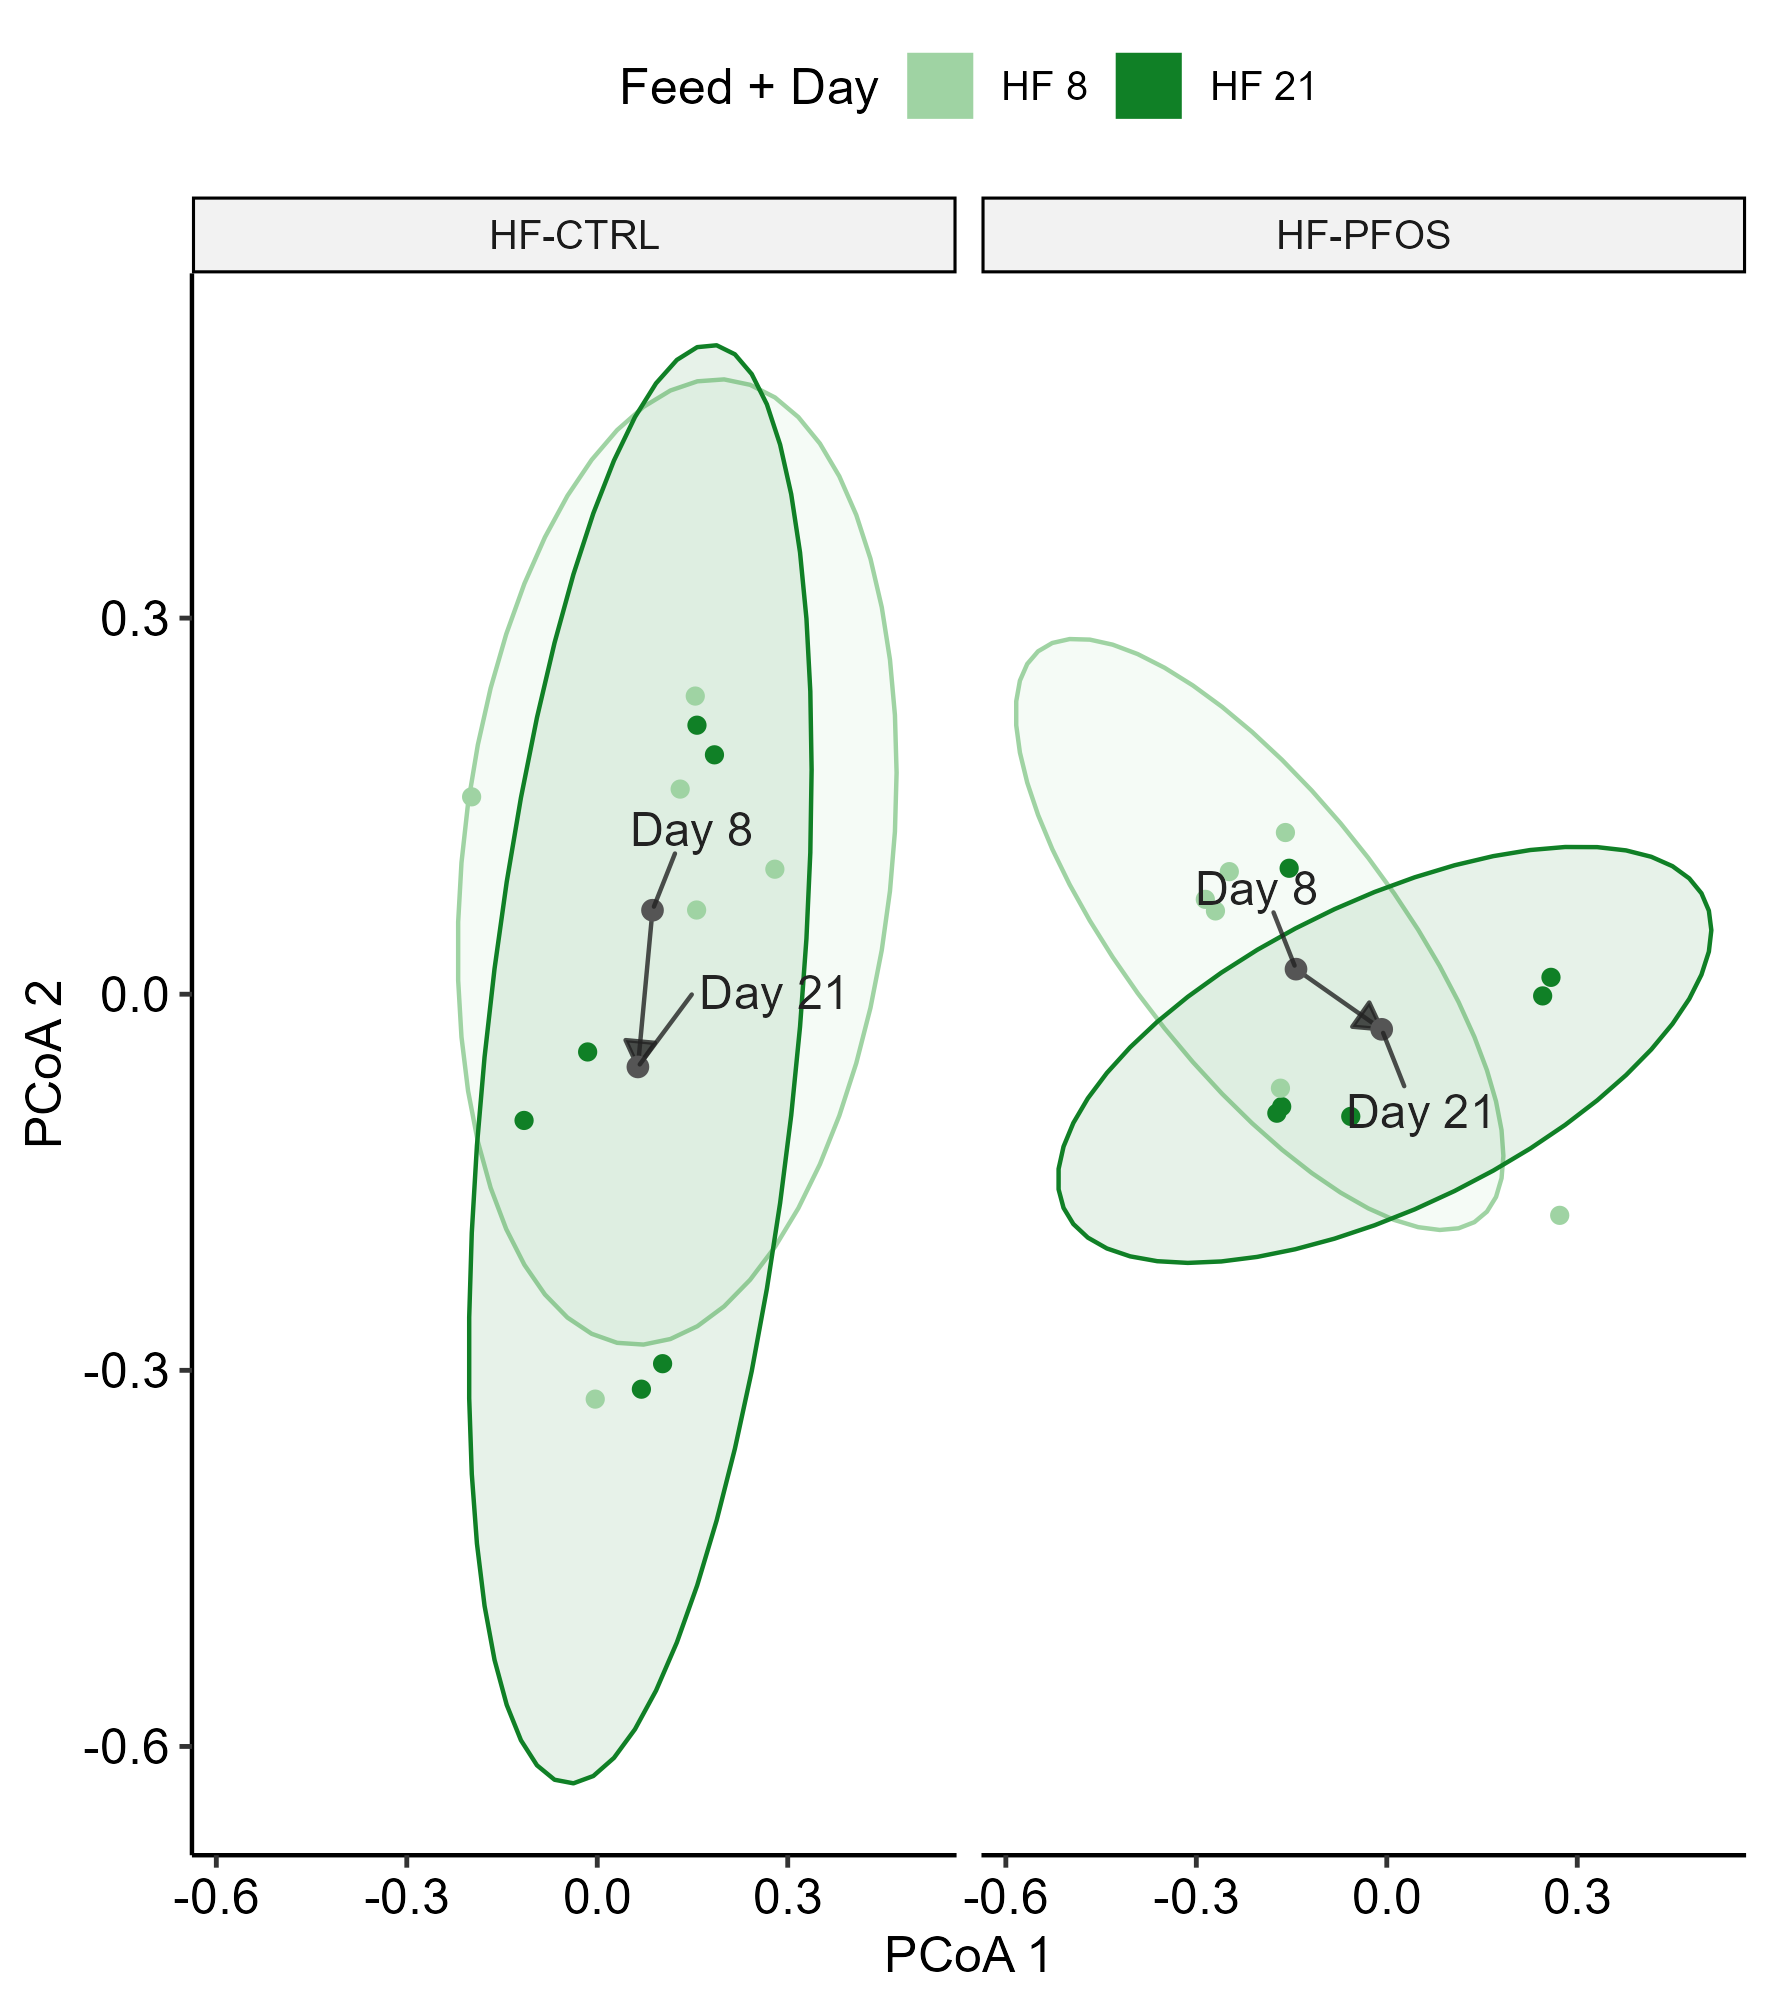 Feed + Day HF 8 HF 21
HF-CTRL HF-PFOS
0.3
0.0
-0.3
-0.6
PCoA 2
Day 8
Day 21
Day 8
Day 21
-0.6 -0.3 0.0 0.3 -0.6 -0.3 0.0 0.3
PCoA 1